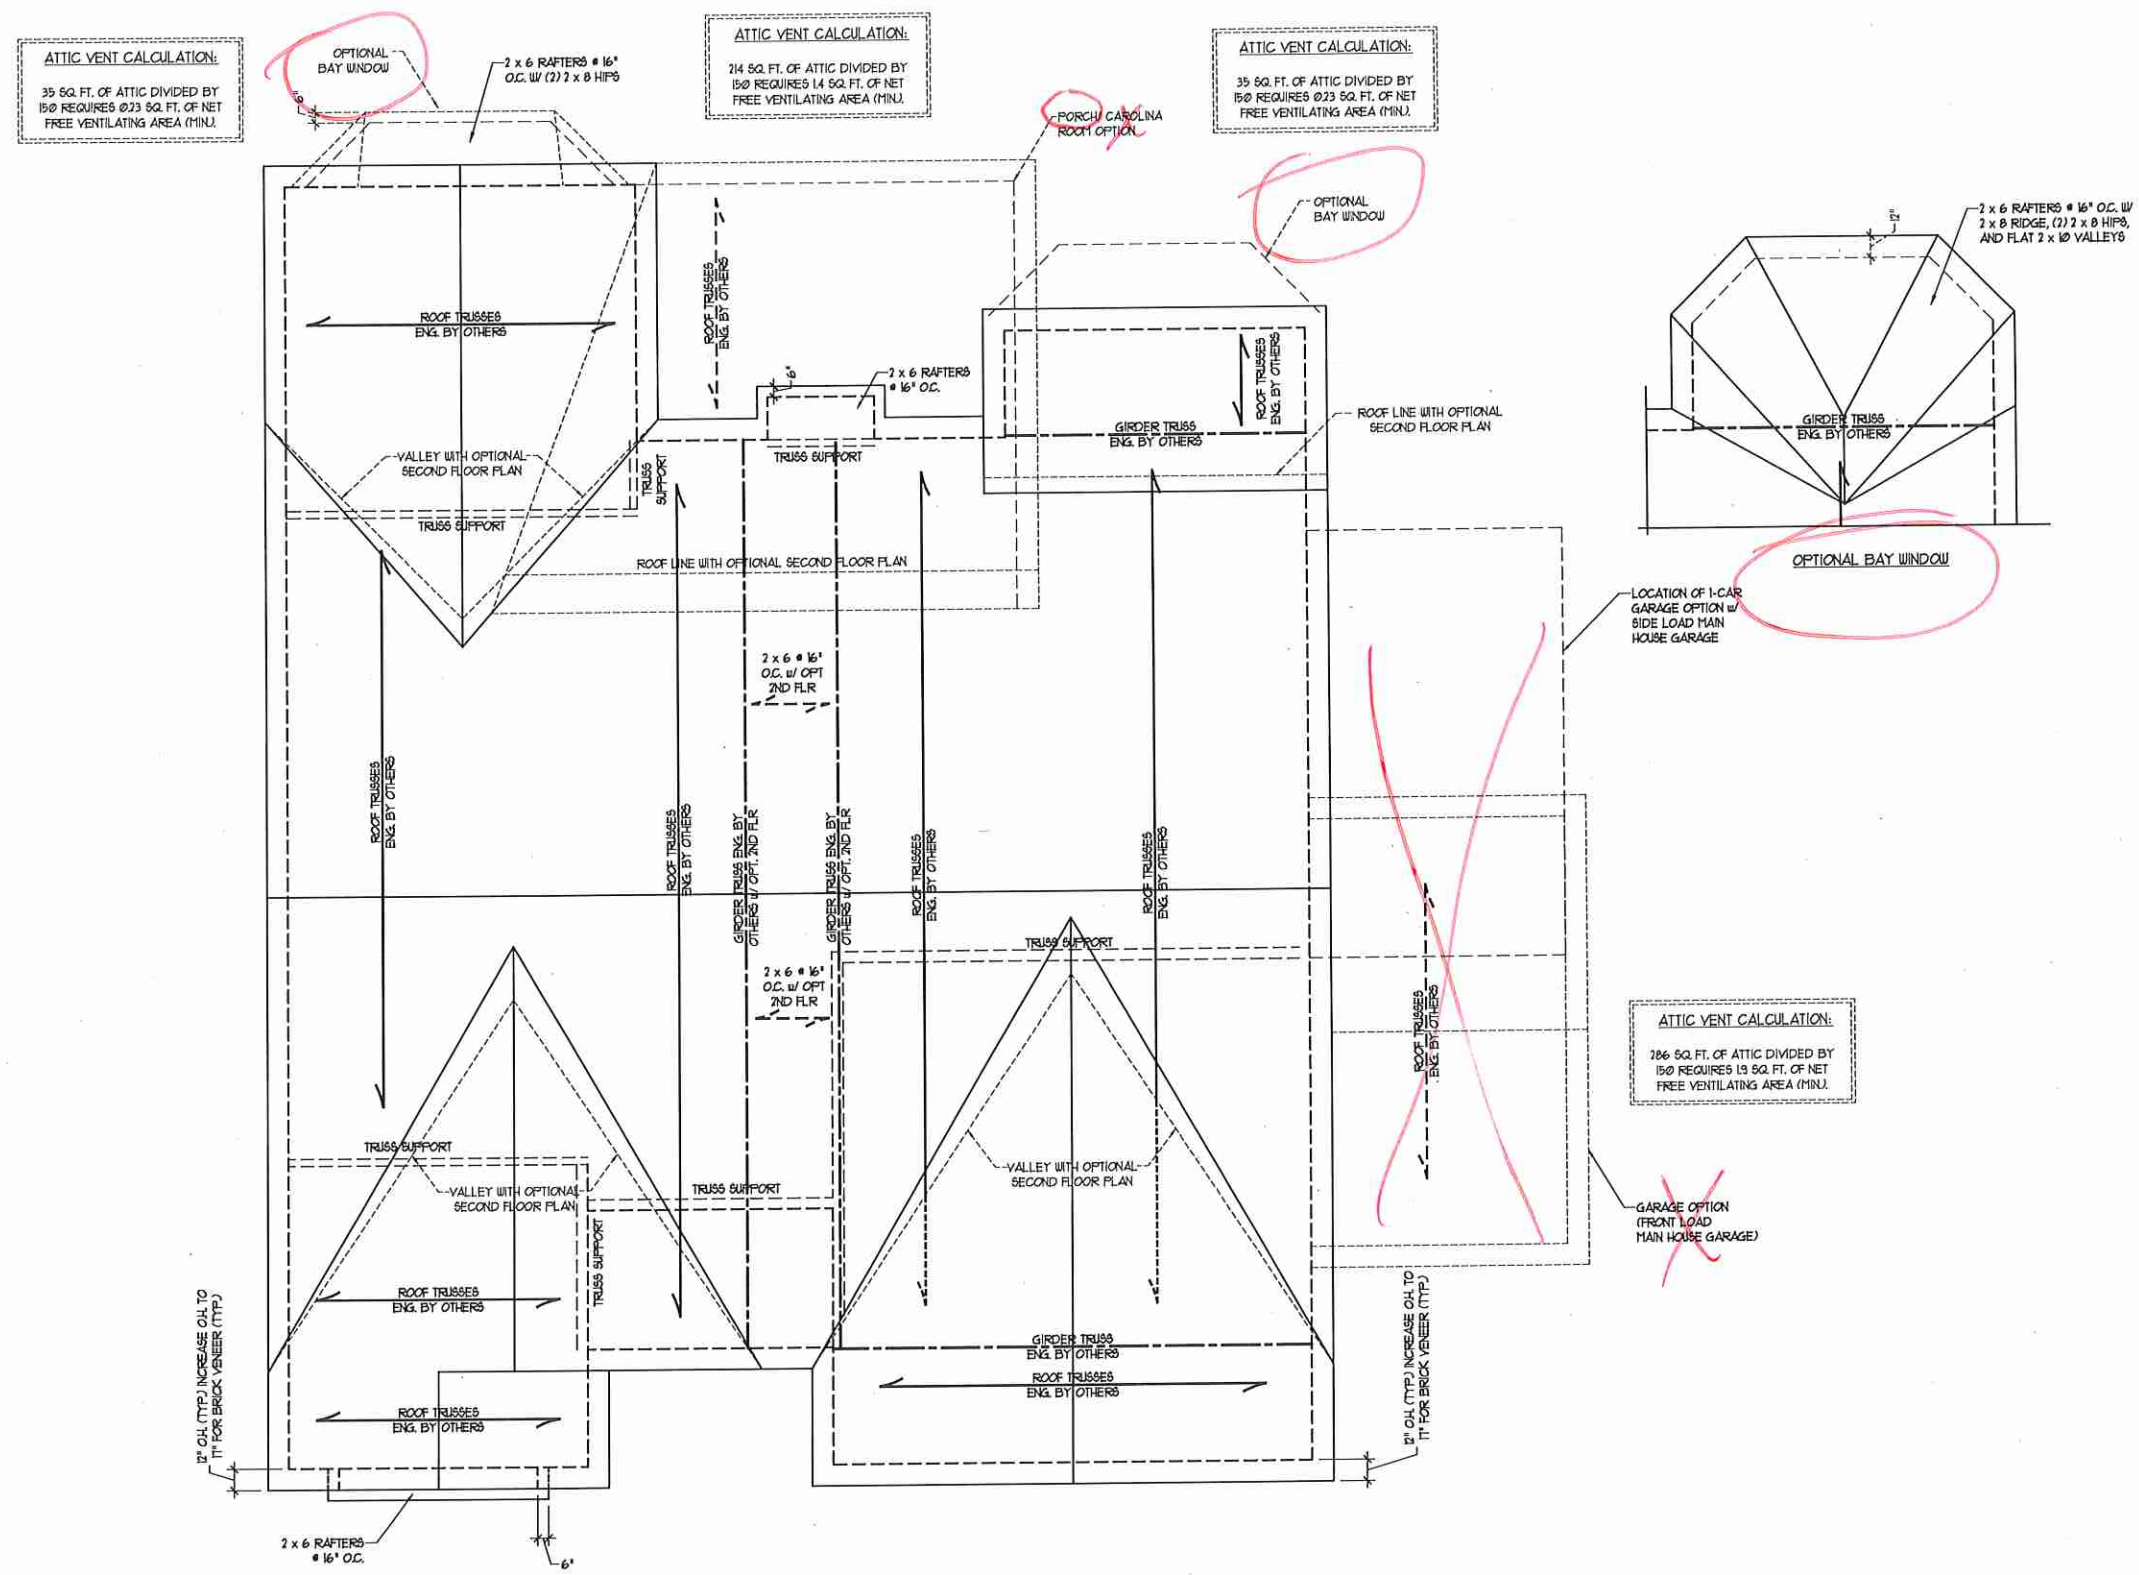 ATTIC VENT CALCULATION:
35 SQ. FT. OF ATTIC DIVIDED BY
150 REQUIRES 0.23 SQ. FT. OF NET
FREE VENTILATING AREA (MIN.).
OPTIONAL
BAY WINDOW
6"
2 x 6 RAFTERS @ 16"
O.C. W/ (2) 2 x 8 HIPS
ATTIC VENT CALCULATION:
214 SQ. FT. OF ATTIC DIVIDED BY
150 REQUIRES 1.4 SQ. FT. OF NET
FREE VENTILATING AREA (MIN.).
PORCH/ CAROLINA
ROOM OPTION
ATTIC VENT CALCULATION:
35 SQ. FT. OF ATTIC DIVIDED BY
150 REQUIRES 0.23 SQ. FT. OF NET
FREE VENTILATING AREA (MIN.).
OPTIONAL
BAY WINDOW
12"
2 x 6 RAFTERS @ 16" O.C. W/
2 x 8 RIDGE, (2) 2 x 8 HIPS,
AND FLAT 2 x 10 VALLEYS
GIRDER TRUSS
ENG. BY OTHERS
OPTIONAL BAY WINDOW
ROOF TRUSSES
ENG. BY OTHERS
ROOF TRUSSES
ENG. BY OTHERS
6"
2 x 6 RAFTERS
@ 16" O.C.
ROOF TRUSSES
ENG. BY OTHERS
GIRDER TRUSS
ENG. BY OTHERS
ROOF LINE WITH OPTIONAL
SECOND FLOOR PLAN
VALLEY WITH OPTIONAL
SECOND FLOOR PLAN
TRUSS SUPPORT
TRUSS
SUPPORT
TRUSS SUPPORT
ROOF LINE WITH OPTIONAL SECOND FLOOR PLAN
LOCATION OF 1-CAR
GARAGE OPTION w/
SIDE LOAD MAIN
HOUSE GARAGE
2 x 6 @ 16"
O.C. w/ OPT
2ND FLR
ROOF TRUSSES
ENG. BY OTHERS
ROOF TRUSSES
ENG. BY OTHERS
GIRDER TRUSS ENG. BY
OTHERS w/ OPT. 2ND FLR
GIRDER TRUSS ENG. BY
OTHERS w/ OPT. 2ND FLR
ROOF TRUSSES
ENG. BY OTHERS
ROOF TRUSSES
ENG. BY OTHERS
TRUSS SUPPORT
2 x 6 @ 16"
O.C. w/ OPT
2ND FLR
ROOF TRUSSES
ENG. BY OTHERS
ATTIC VENT CALCULATION:
286 SQ. FT. OF ATTIC DIVIDED BY
150 REQUIRES 1.9 SQ. FT. OF NET
FREE VENTILATING AREA (MIN.).
TRUSS SUPPORT
VALLEY WITH OPTIONAL
SECOND FLOOR PLAN
TRUSS SUPPORT
TRUSS SUPPORT
VALLEY WITH OPTIONAL
SECOND FLOOR PLAN
GARAGE OPTION
(FRONT LOAD
MAIN HOUSE GARAGE)
ROOF TRUSSES
ENG. BY OTHERS
GIRDER TRUSS
ENG. BY OTHERS
ROOF TRUSSES
ENG. BY OTHERS
ROOF TRUSSES
ENG. BY OTHERS
12" O.H. (TYP.) INCREASE O.H. TO
17" FOR BRICK VENEER (TYP.)
12" O.H. (TYP.) INCREASE O.H. TO
17" FOR BRICK VENEER (TYP.)
2 x 6 RAFTERS
@ 16" O.C.
6"